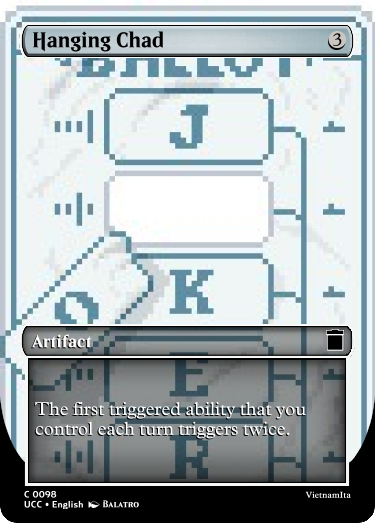 Hanging Chad 3
BALLOT
J
O
K
Artifact
E
The first triggered ability that you
control each turn triggers twice.
R
C 0098
UCC • English BALATRO
VietnamIta